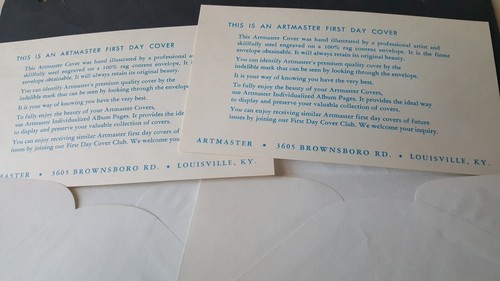 THIS IS AN ARTMASTER FIRST DAY COVER
This Artmaster Cover was hand illustrated by a professional a
skillfully steel engraved on a 100% rag content envelope. It is
envelope obtainable. It will always retain its original beauty.
You can identify Artmaster's premium quality cover by the
indelible mark that can be seen by looking through the envelope.
It is your way of knowing you have the very best.
To fully enjoy the beauty of your Artmaster Covers,
use Artmaster Individualized Album Pages. It provides the ideal
to display and preserve your valuable collection of covers.
You can enjoy receiving similar Artmaster first day covers of
issues by joining our First Day Cover Club. We welcome you
ARTMASTER • 3605 BROWNSBORO RD. • LOUISVILLE, KY.
THIS IS AN ARTMASTER FIRST DAY COVER
This Artmaster Cover was hand illustrated by a professional artist and
skillfully steel engraved on a 100% rag content envelope. It is the finest
envelope obtainable. It will always retain its original beauty.
You can identify Artmaster's premium quality cover by the
indelible mark that can be seen by looking through the envelope.
It is your way of knowing you have the very best.
To fully enjoy the beauty of your Artmaster Covers,
use Artmaster Individualized Album Pages. It provides the ideal way
to display and preserve your valuable collection of covers.
You can enjoy receiving similar Artmaster first day covers of future
issues by joining our First Day Cover Club. We welcome your inquiry.
ARTMASTER • 3605 BROWNSBORO RD. • LOUISVILLE, KY.